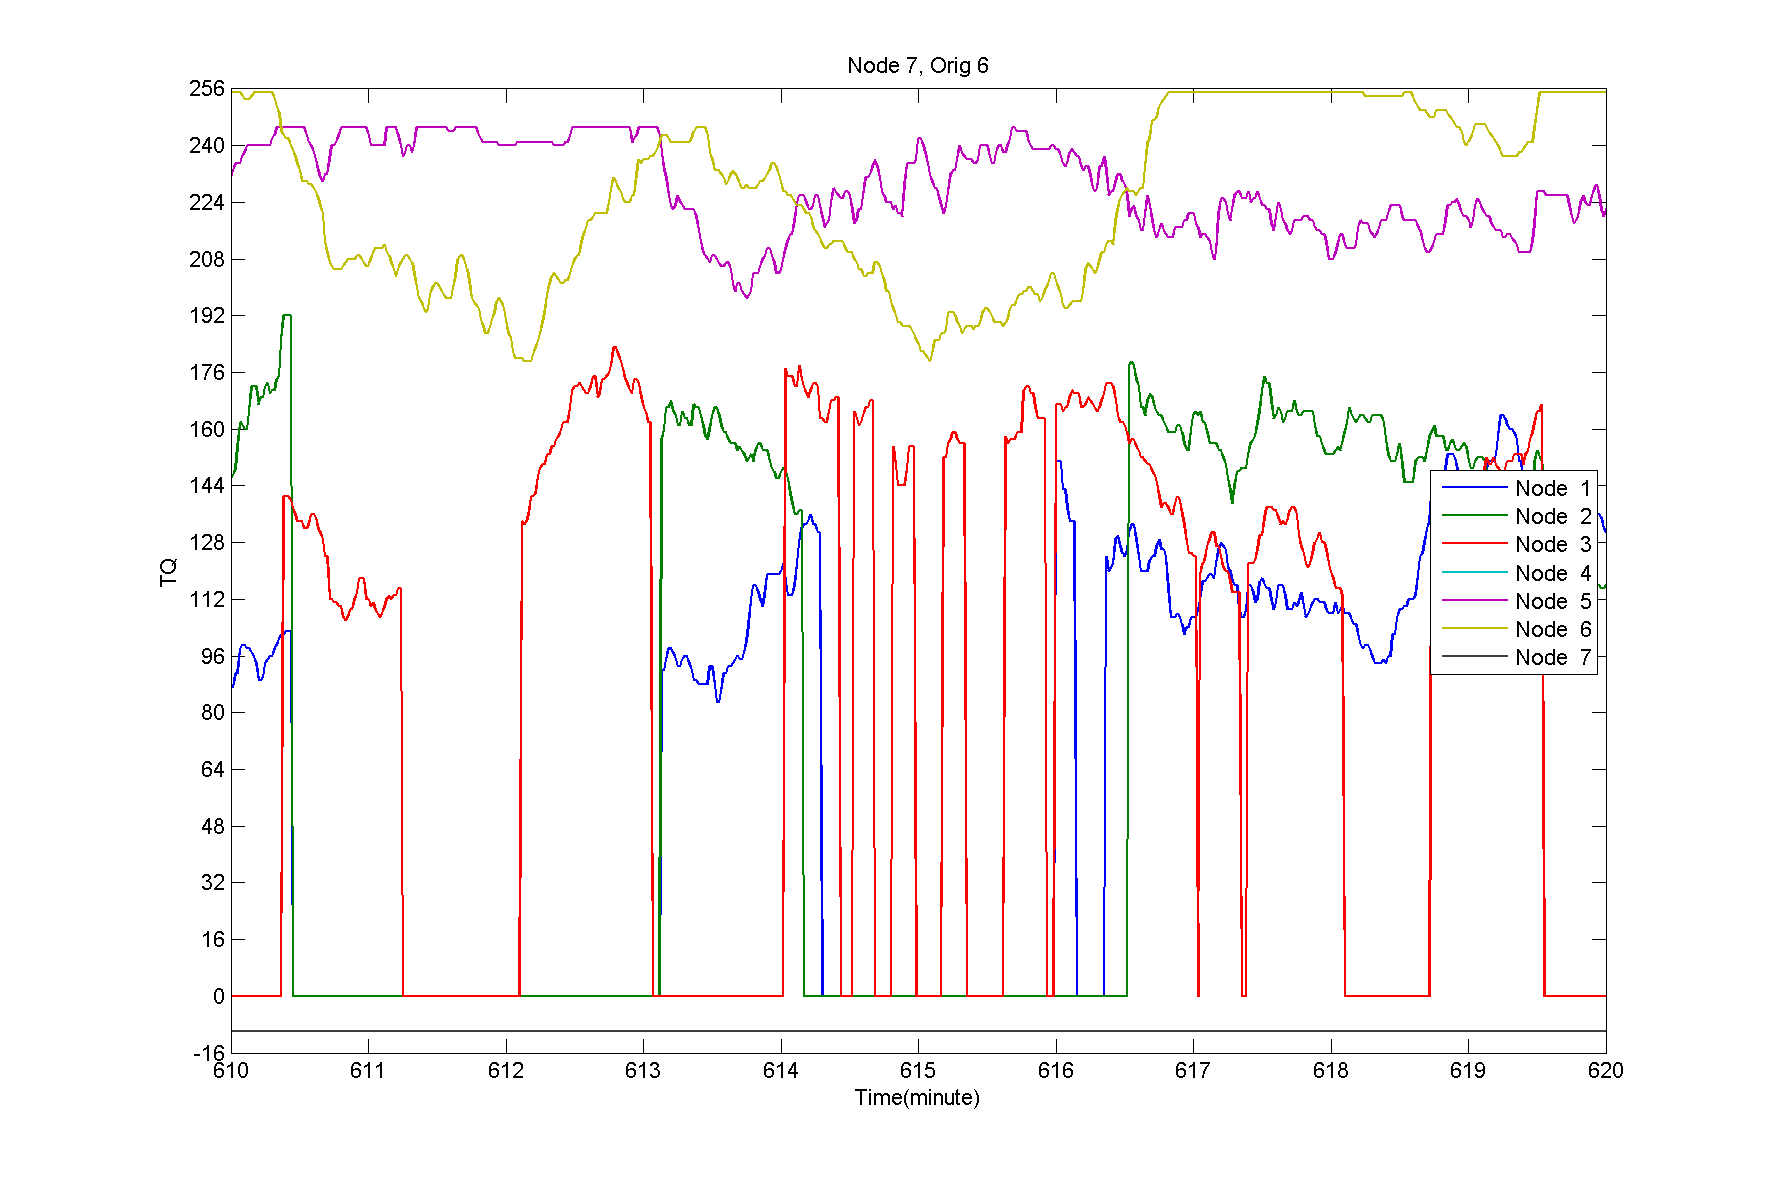 Node 7, Orig 6
256
240
224
208
192
176
160
144
128
112
96
80
64
48
32
16
0
-16
TQ
610 611 612 613 614 615 616 617 618 619 620
Time(minute)
Node 1
Node 2
Node 3
Node 4
Node 5
Node 6
Node 7